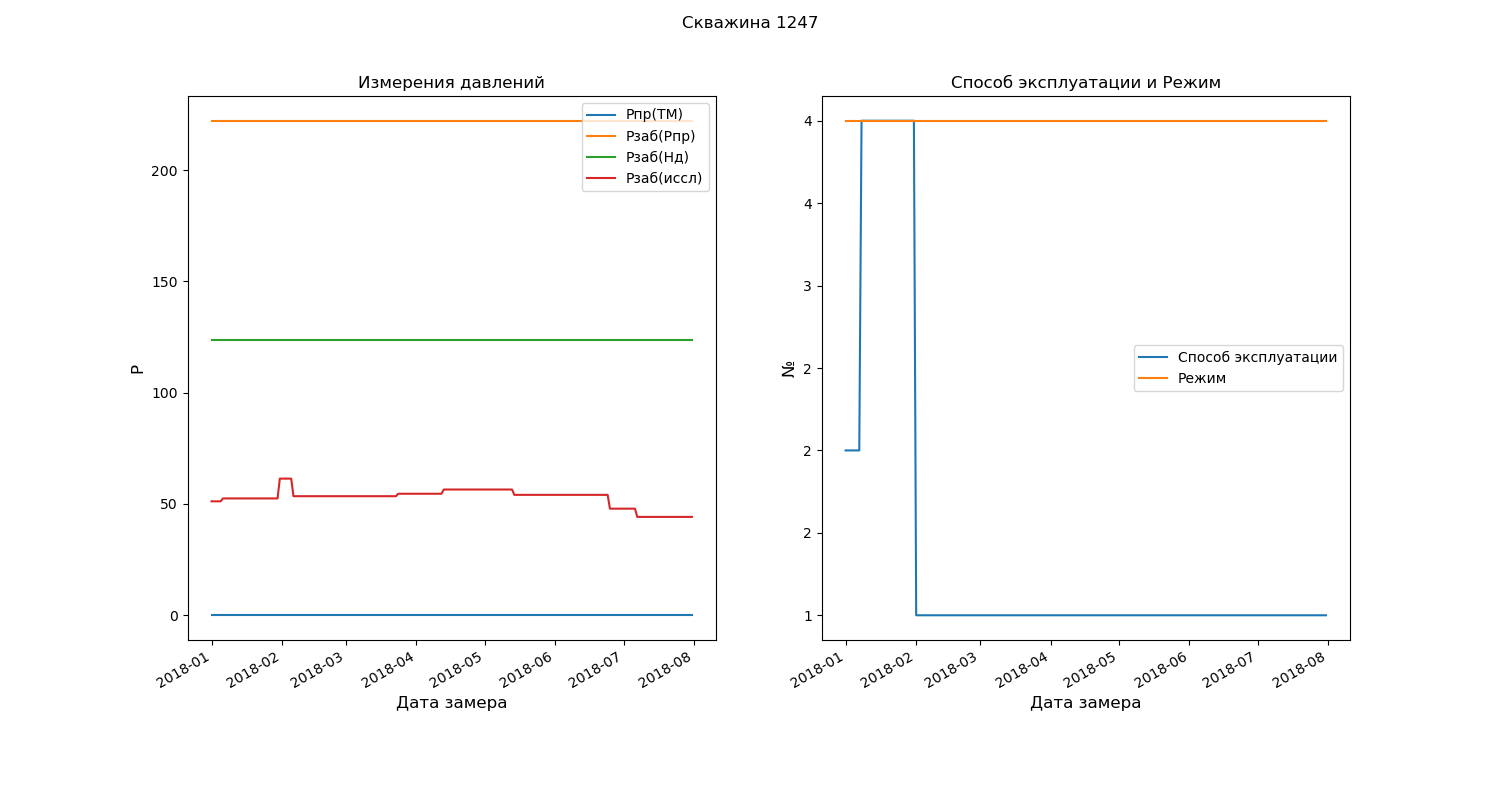 Скважина 1247
Измерения давлений
Рпр(ТМ)
Рзаб(Рпр)
Рзаб(Нд)
Рзаб(иссл)
200
150
100
50
0
Р
2018-01
2018-02
2018-03
2018-04
2018-05
2018-06
2018-07
2018-08
Дата замера
Способ эксплуатации и Режим
4
4
3
2
2
2
1
№
Способ эксплуатации
Режим
2018-01
2018-02
2018-03
2018-04
2018-05
2018-06
2018-07
2018-08
Дата замера